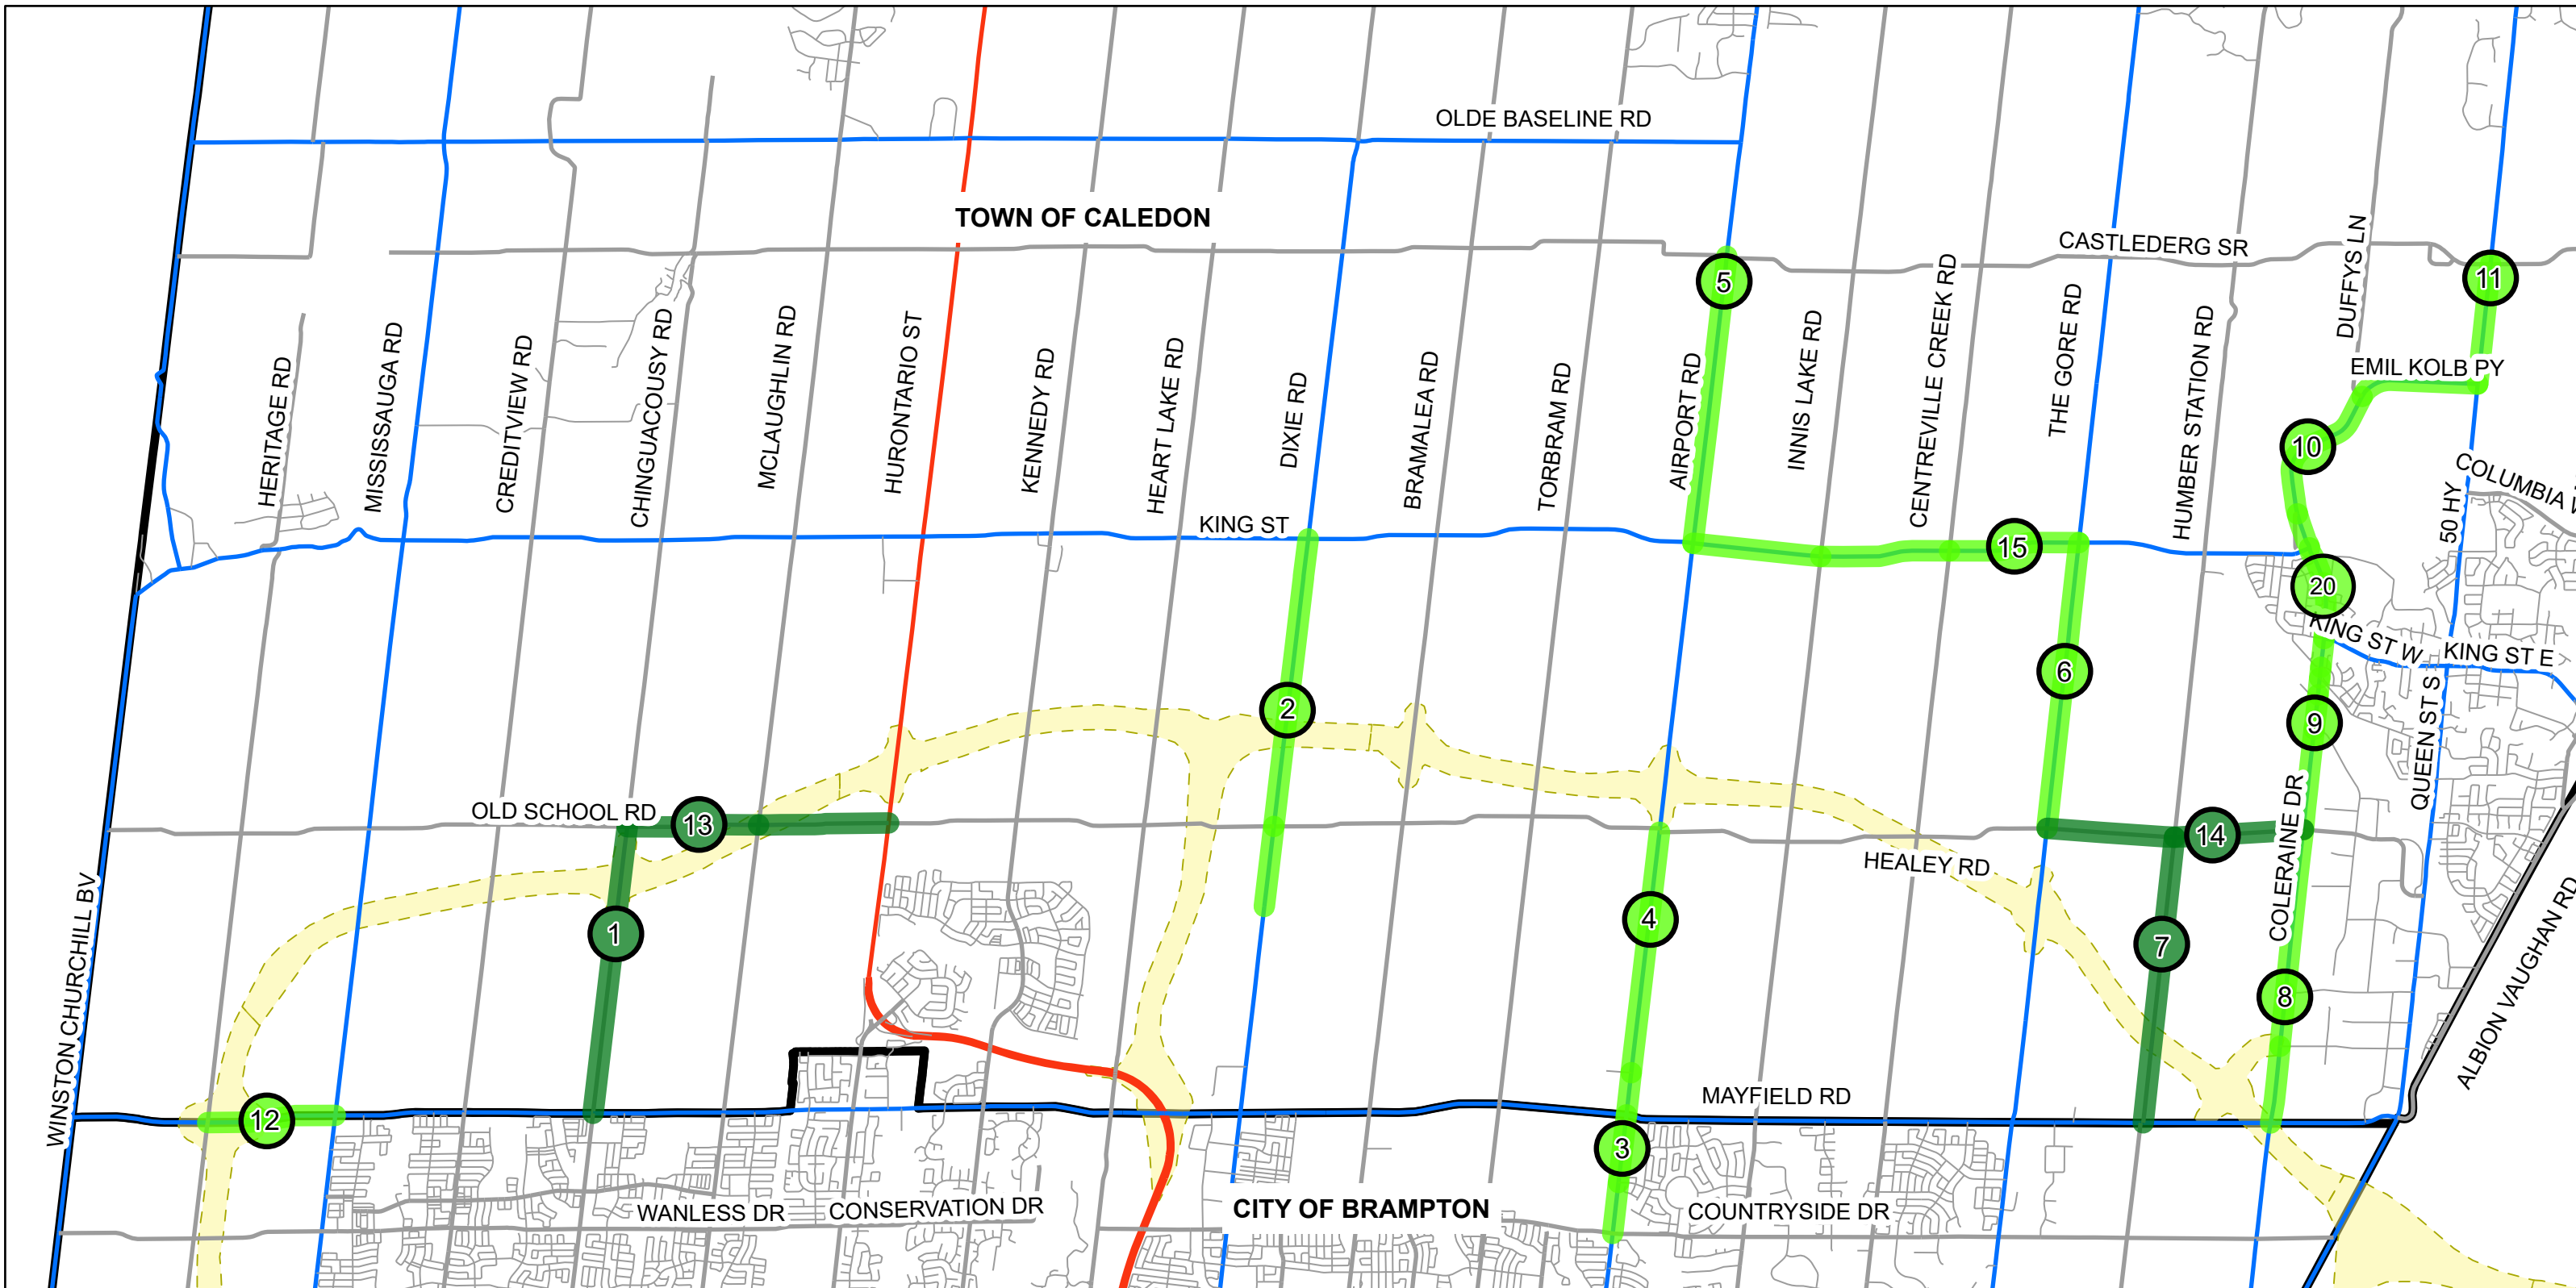 OLDE BASELINE RD
TOWN OF CALEDON
CASTLEDERG SR
DUFFYS LN
5
11
HERITAGE RD
MISSISSAUGA RD
CREDITVIEW RD
CHINGUACOUSY RD
MCLAUGHLIN RD
HURONTARIO ST
KENNEDY RD
HEART LAKE RD
DIXIE RD
BRAMALEA RD
TORBRAM RD
AIRPORT RD
INNIS LAKE RD
CENTREVILLE CREEK RD
THE GORE RD
HUMBER STATION RD
EMIL KOLB PY
10
COLUMBIA
50 HY
KING ST
15
20
KING ST W
KING ST E
6
2
9
QUEEN ST S
OLD SCHOOL RD
13
14
COLERAINE DR
HEALEY RD
1
4
7
8
WINSTON CHURCHILL BV
ALBION VAUGHAN RD
12
MAYFIELD RD
3
WANLESS DR
CONSERVATION DR
CITY OF BRAMPTON
COUNTRYSIDE DR